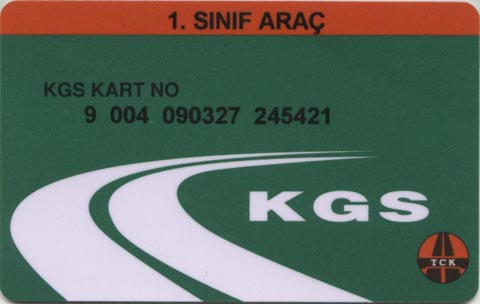 1. SINIF ARAÇ
KGS KART NO
9 004 090327 245421
KGS
TCK